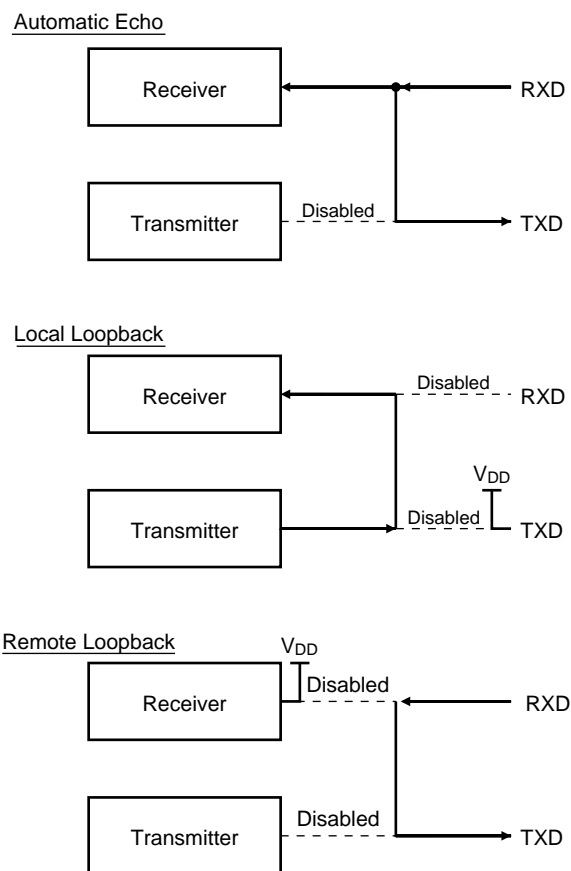 Automatic Echo
Receiver
RXD
Transmitter
Disabled
TXD
Local Loopback
Receiver
Disabled
RXD
VDD
Transmitter
Disabled
TXD
Remote Loopback
VDD
Receiver
Disabled
RXD
Transmitter
Disabled
TXD